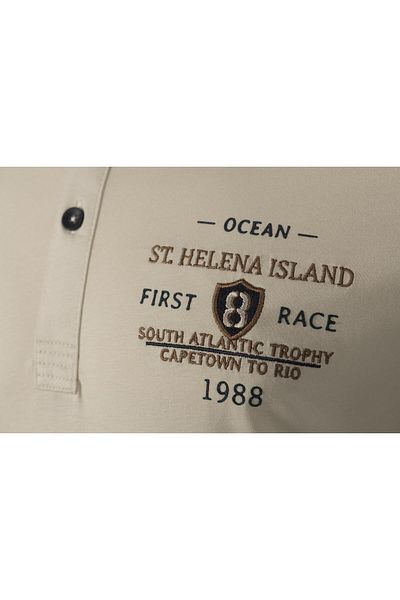 — OCEAN —
ST. HELENA ISLAND
FIRST 8 RACE
SOUTH ATLANTIC TROPHY
CAPETOWN TO RIO
1988